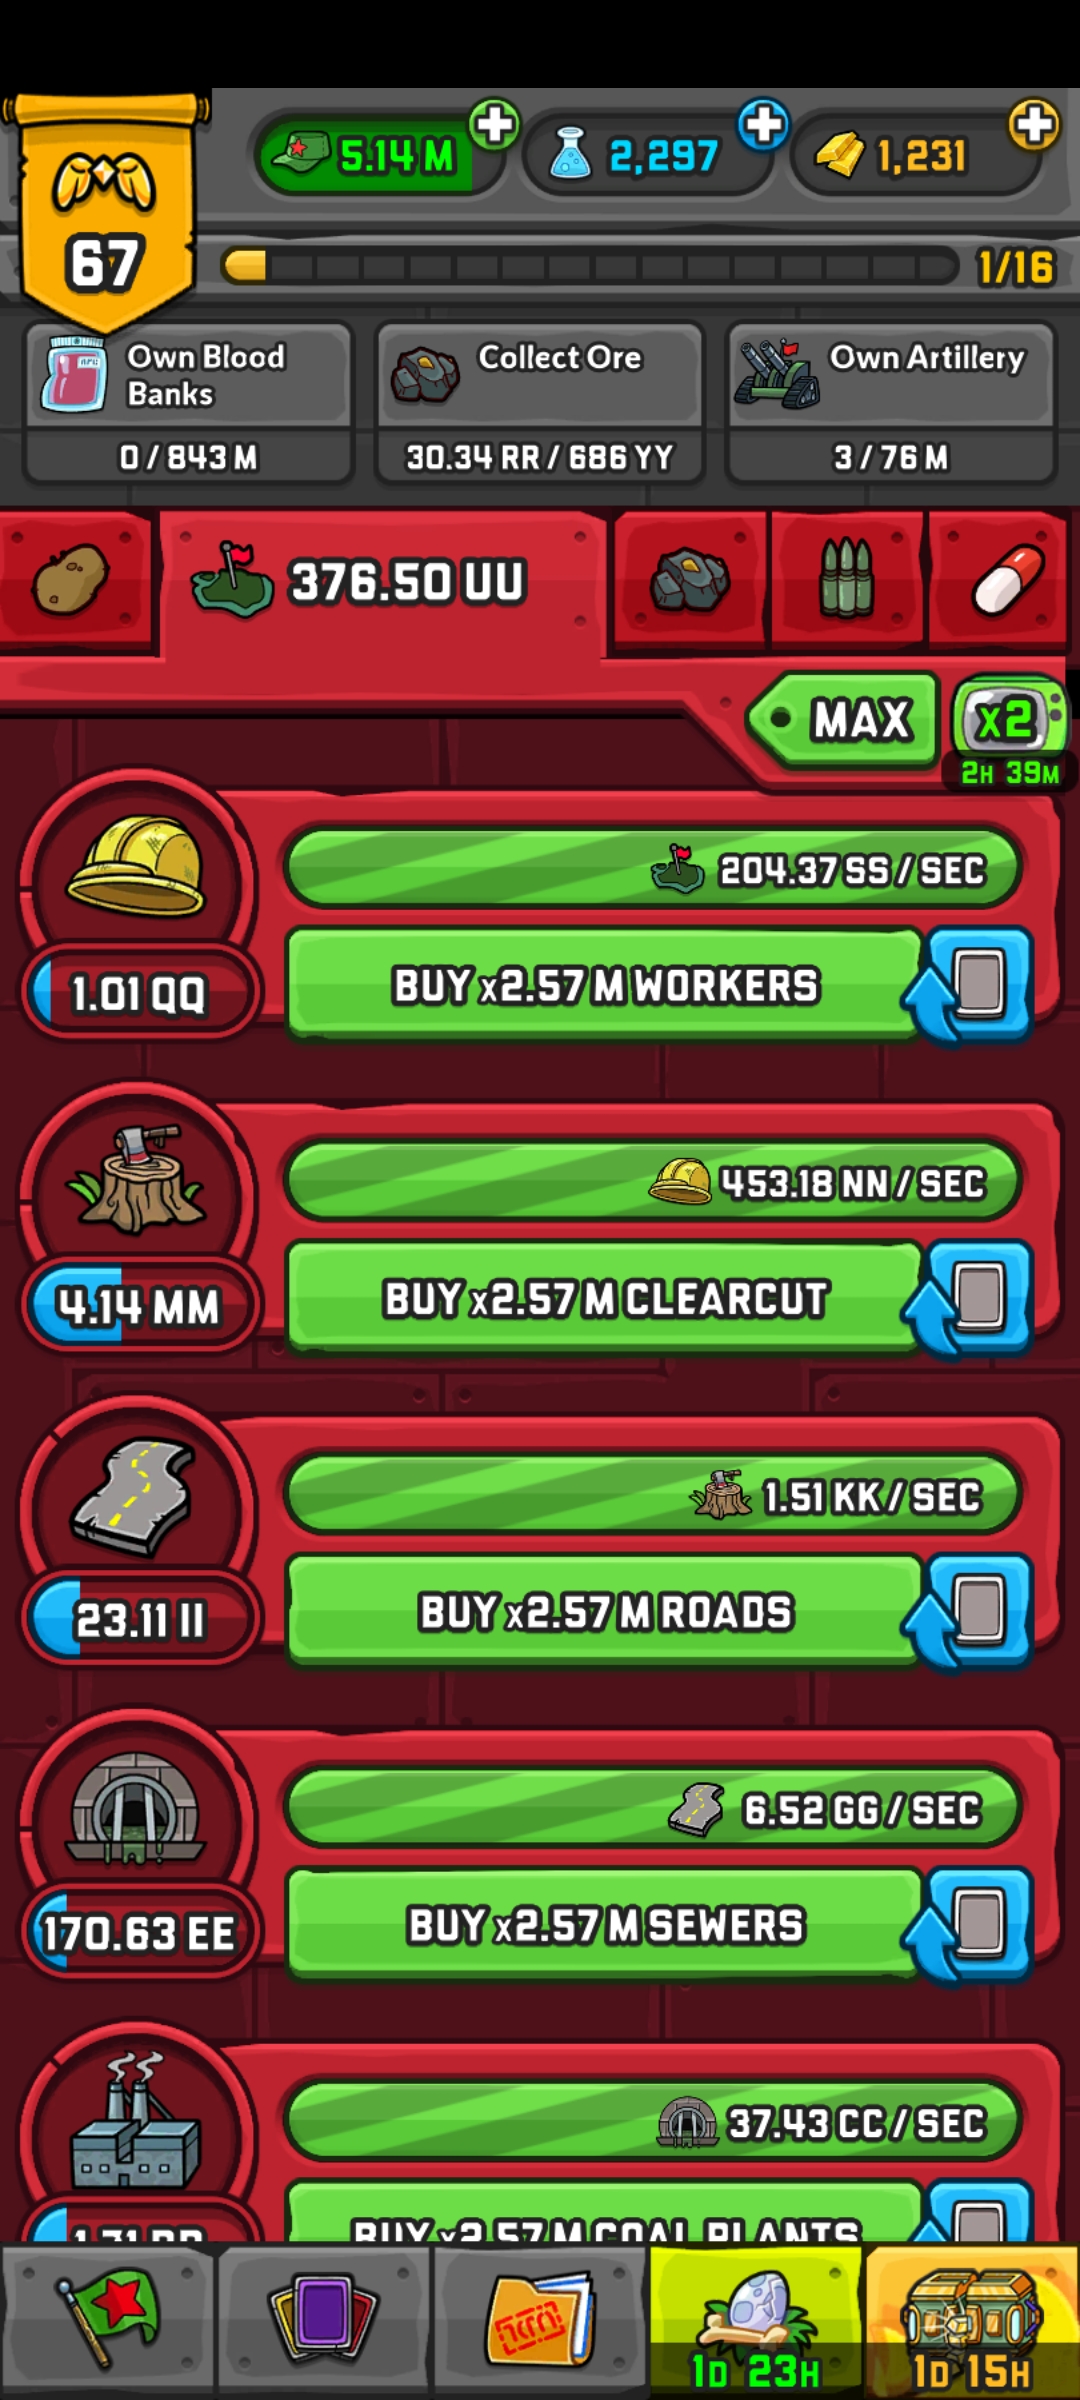 67
5.14 M
2,297
1,231
1/16
Own Blood
Banks
0 / 843 M
Collect Ore
30.34 RR / 686 YY
Own Artillery
3 / 76 M
376.50 UU
MAX
x2
2H 39M
204.37 SS / SEC
1.01 QQ
BUY x2.57 M WORKERS
453.18 NN / SEC
4.14 MM
BUY x2.57 M CLEARCUT
1.51 KK / SEC
23.11 II
BUY x2.57 M ROADS
6.52 GG / SEC
170.63 EE
BUY x2.57 M SEWERS
37.43 CC / SEC
BUY x2.57 M COAL PLANTS
1D 23H
1D 15H